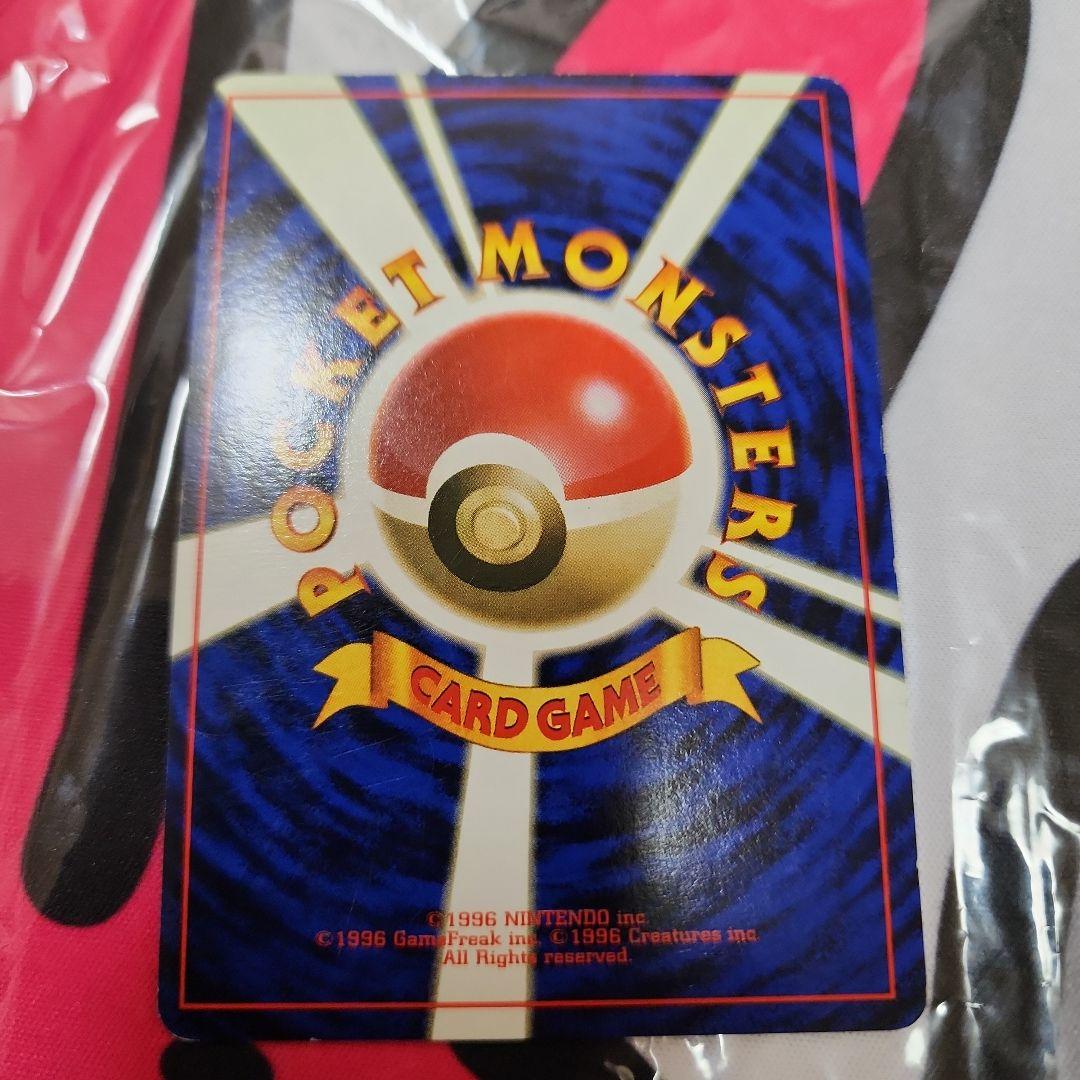 POCKET MONSTERS
CARD GAME
©1996 NINTENDO inc.
©1996 GameFreak inc. ©1996 Creatures inc.
All Rights reserved.